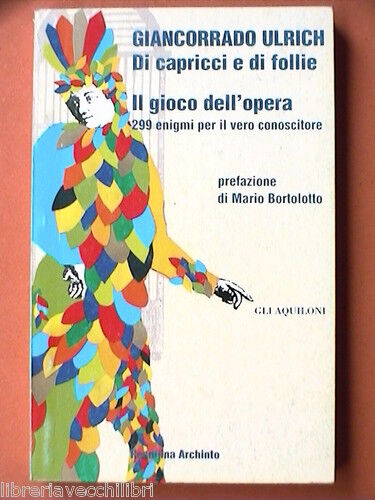 GIANCORRADO ULRICH
Di capricci e di follie
Il gioco dell'opera
299 enigmi per il vero conoscitore
prefazione
di Mario Bortolotto
GLI AQUILONI
Archinto
libreriavecchilibri